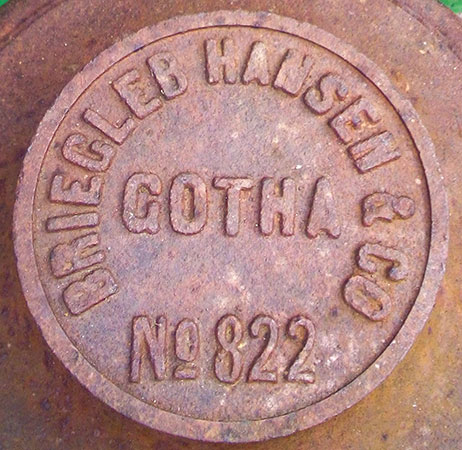 BRIEGLEB HANSEN & CO
GOTHA
No 822